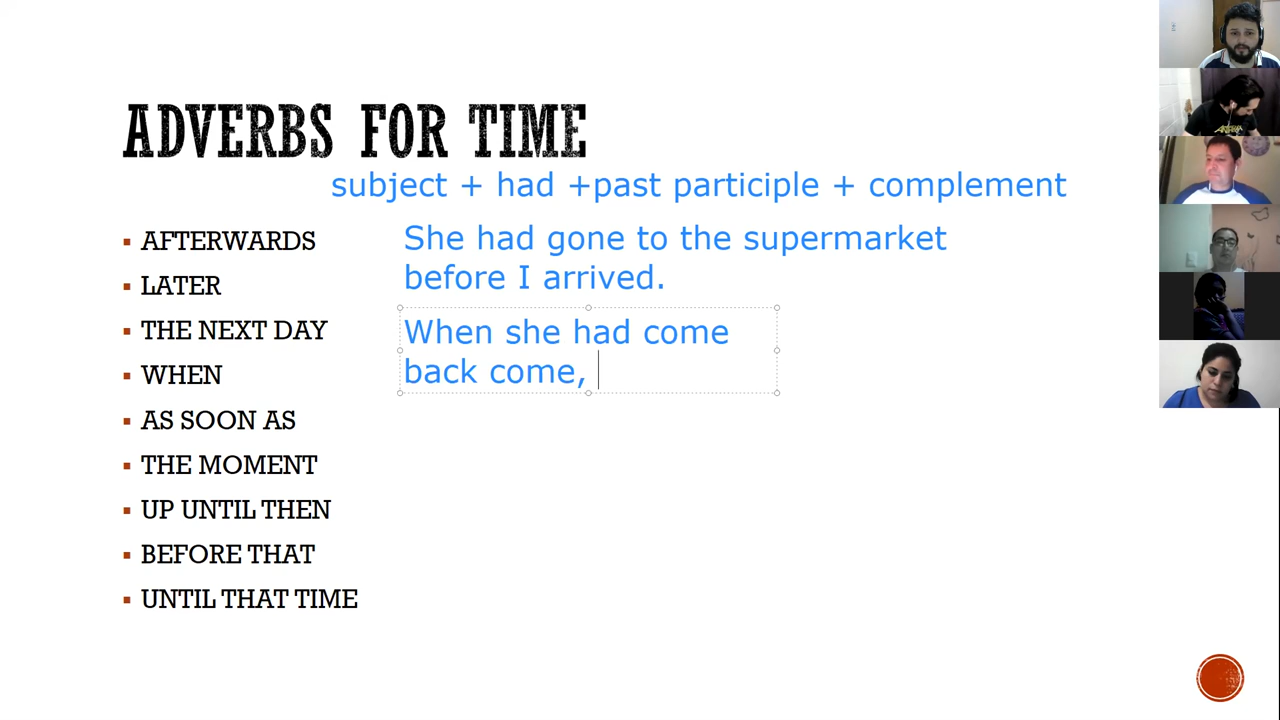 ADVERBS FOR TIME
subject + had +past participle + complement
AFTERWARDS
LATER
THE NEXT DAY
WHEN
AS SOON AS
THE MOMENT
UP UNTIL THEN
BEFORE THAT
UNTIL THAT TIME
She had gone to the supermarket
before I arrived.
When she had come
back come,